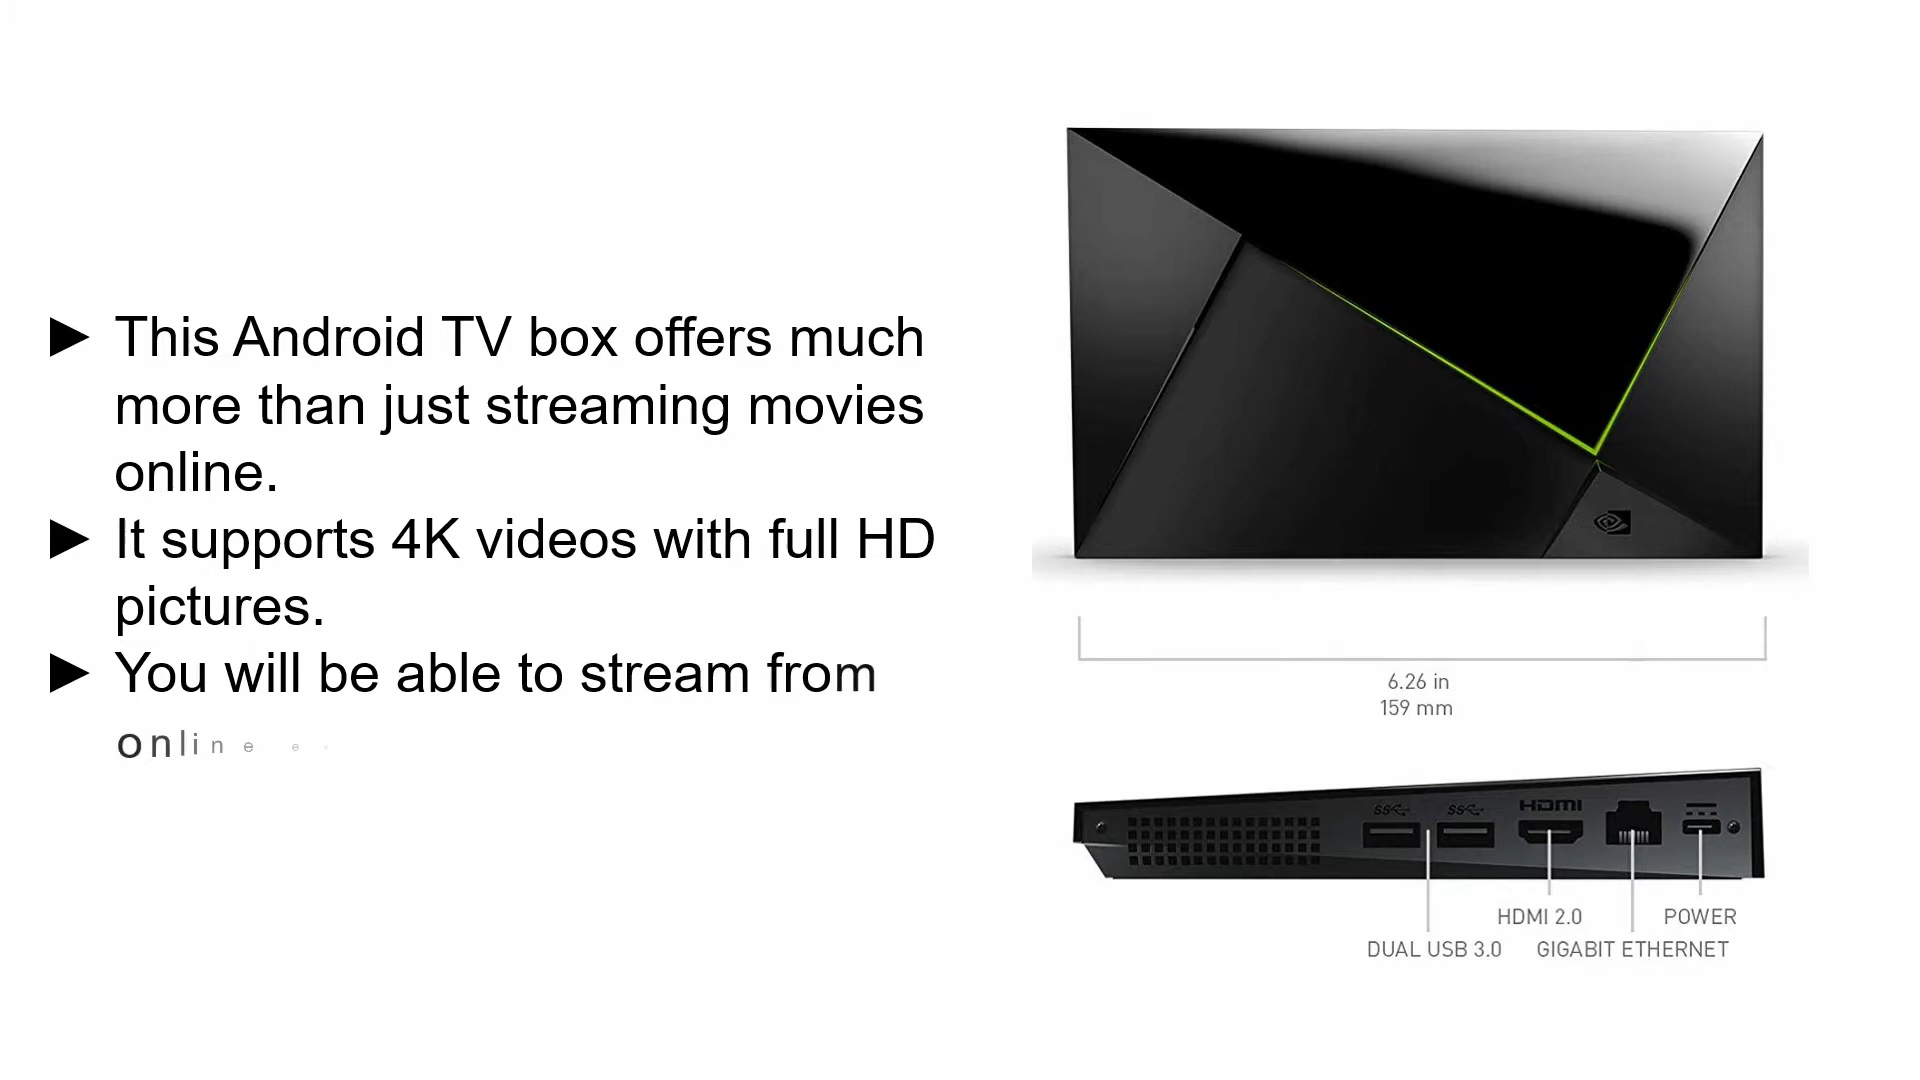 ► This Android TV box offers much
more than just streaming movies
online.
► It supports 4K videos with full HD
pictures.
► You will be able to stream from
online
6.26 in
159 mm
HDMI
HDMI 2.0
POWER
DUAL USB 3.0
GIGABIT ETHERNET